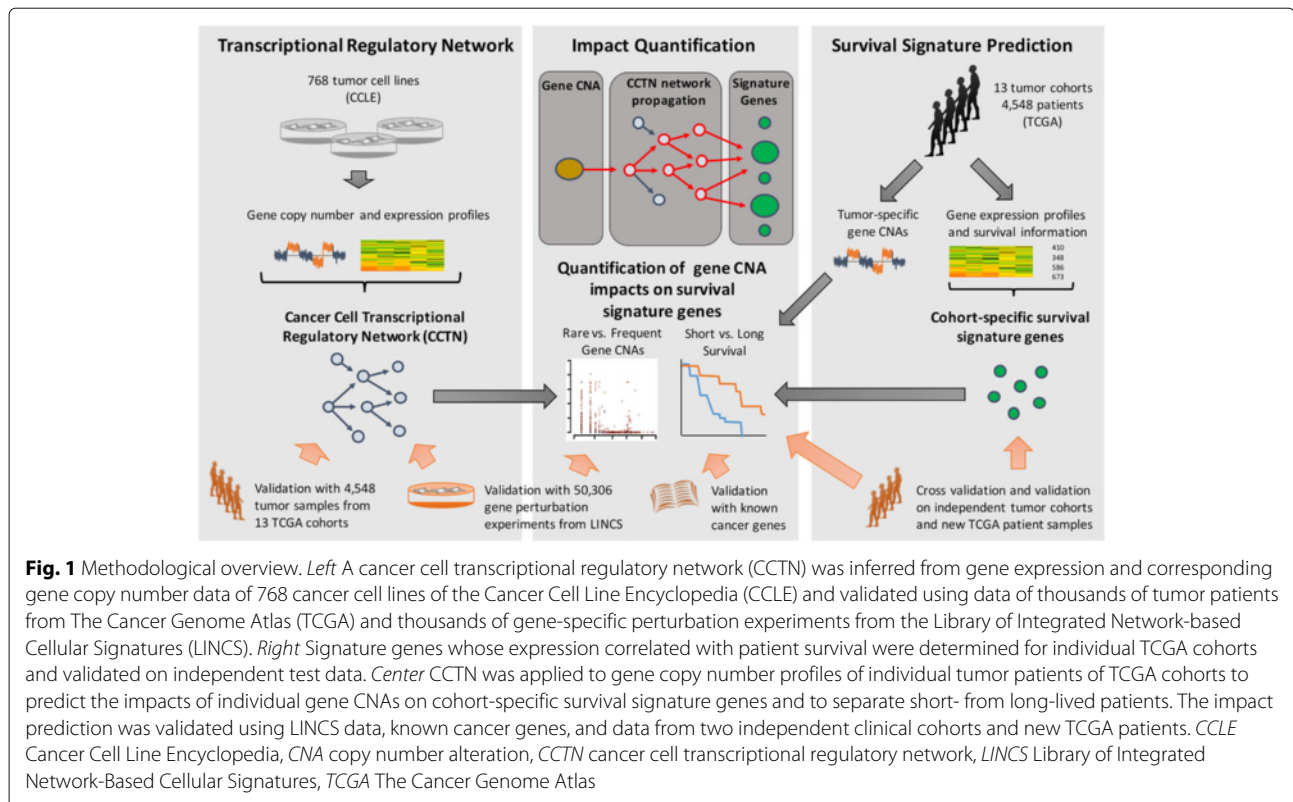 Transcriptional Regulatory Network
768 tumor cell lines
(CCLE)
Gene copy number and expression profiles
Cancer Cell Transcriptional
Regulatory Network (CCTN)
Validation with 4,548
tumor samples from
13 TCGA cohorts
Impact Quantification
Gene CNA
CCTN network
propagation
Signature
Genes
Quantification of gene CNA
impacts on survival
signature genes
Rare vs. Frequent
Gene CNAs
Short vs. Long
Survival
Validation with 50,306
gene perturbation
experiments from LINCS
Validation
with known
cancer genes
Survival Signature Prediction
13 tumor cohorts
4,548 patients
(TCGA)
Tumor-specific
gene CNAs
Gene expression profiles
and survival information
410
348
586
673
Cohort-specific survival
signature genes
Cross validation and validation
on independent tumor cohorts
and new TCGA patient samples
Fig. 1 Methodological overview. Left A cancer cell transcriptional regulatory network (CCTN) was inferred from gene expression and corresponding
gene copy number data of 768 cancer cell lines of the Cancer Cell Line Encyclopedia (CCLE) and validated using data of thousands of tumor patients
from The Cancer Genome Atlas (TCGA) and thousands of gene-specific perturbation experiments from the Library of Integrated Network-based
Cellular Signatures (LINCS). Right Signature genes whose expression correlated with patient survival were determined for individual TCGA cohorts
and validated on independent test data. Center CCTN was applied to gene copy number profiles of individual tumor patients of TCGA cohorts to
predict the impacts of individual gene CNAs on cohort-specific survival signature genes and to separate short- from long-lived patients. The impact
prediction was validated using LINCS data, known cancer genes, and data from two independent clinical cohorts and new TCGA patients. CCLE
Cancer Cell Line Encyclopedia, CNA copy number alteration, CCTN cancer cell transcriptional regulatory network, LINCS Library of Integrated
Network-Based Cellular Signatures, TCGA The Cancer Genome Atlas